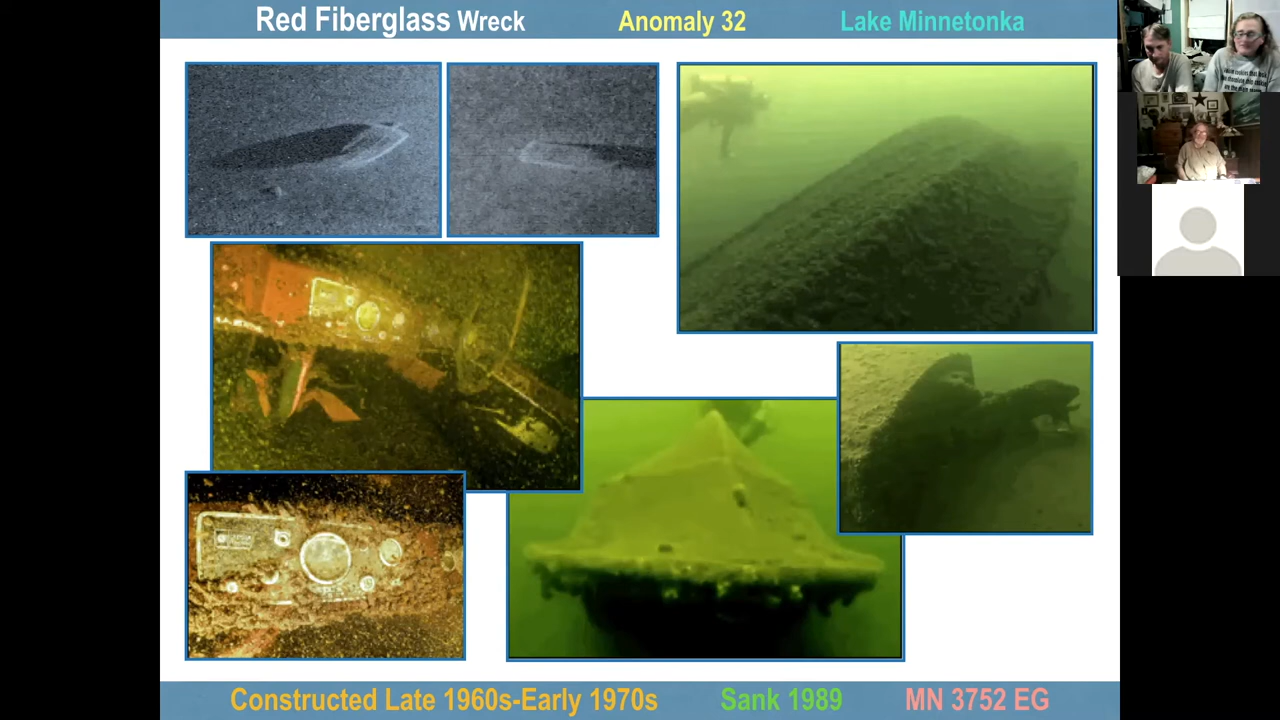 Red Fiberglass Wreck Anomaly 32 Lake Minnetonka
Constructed Late 1960s-Early 1970s Sank 1989 MN 3752 EG